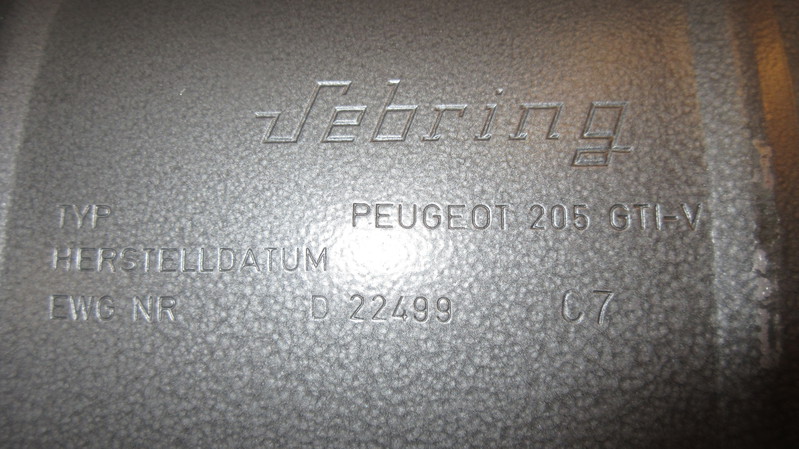 Sebring
TYP PEUGEOT 205 GTI-V
HERSTELLDATUM
EWG NR D 22499 C7